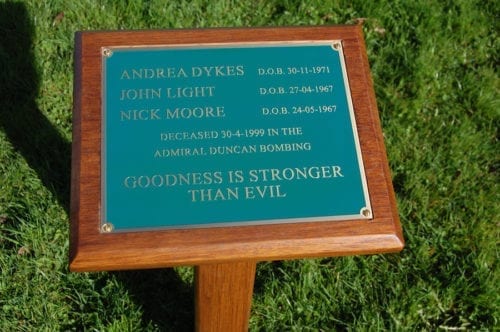 ANDREA DYKES D.O.B. 30-11-1971
JOHN LIGHT D.O.B. 27-04-1967
NICK MOORE D.O.B. 24-05-1967
DECEASED 30-4-1999 IN THE
ADMIRAL DUNCAN BOMBING
GOODNESS IS STRONGER
THAN EVIL